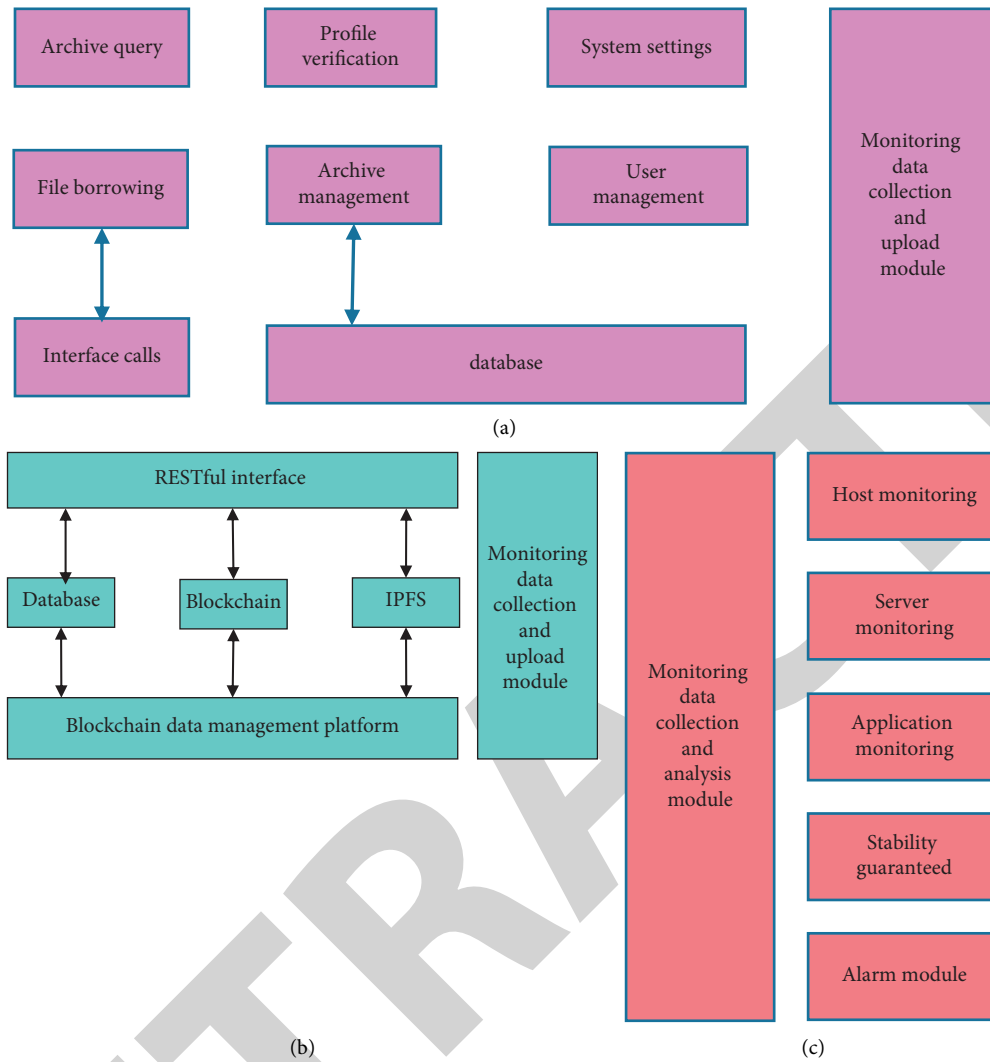 Archive query
Profile
verification
System settings
File borrowing
Archive
management
User
management
Monitoring
data
collection
and
upload
module
Interface calls
database
(a)
RESTful interface
Database
Blockchain
IPFS
Blockchain data management platform
Monitoring
data
collection
and
upload
module
(b)
Monitoring
data
collection
and
analysis
module
Host monitoring
Server
monitoring
Application
monitoring
Stability
guaranteed
Alarm module
(c)